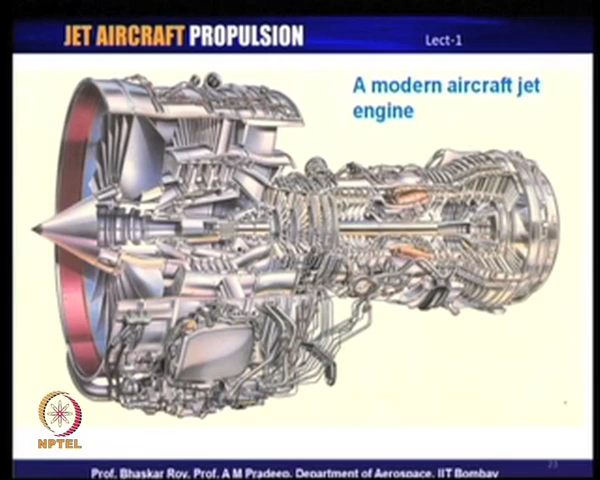 JET AIRCRAFT PROPULSION
Lect-1
A modern aircraft jet
engine
NPTEL
23
Prof. Bhaskar Roy, Prof. A M Pradeep, Department of Aerospace, IIT Bombay